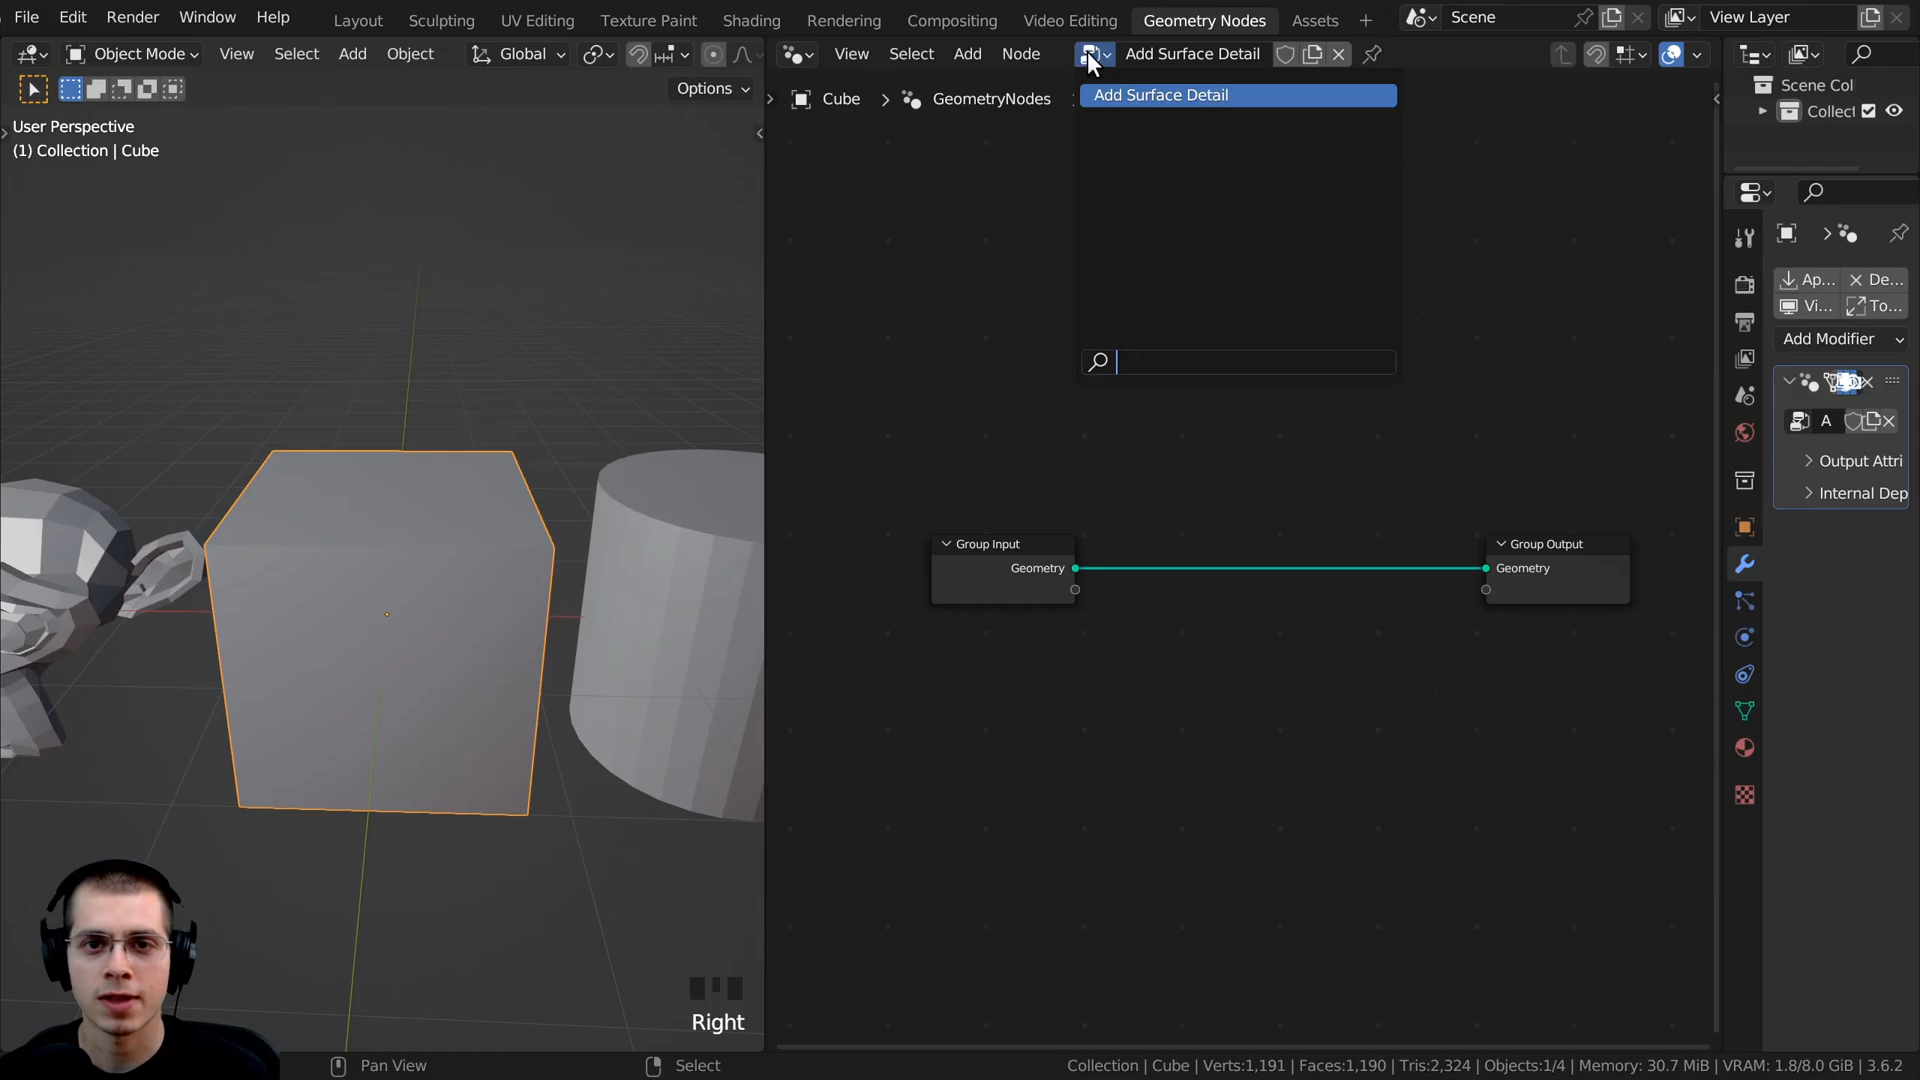 File Edit Render Window Help Layout Sculpting UV Editing Texture Paint Shading Rendering Compositing Video Editing Geometry Nodes Assets + Scene View Layer
Object Mode View Select Add Object Global View Select Add Node Add Surface Detail
Options
Cube > GeometryNodes
Add Surface Detail
Scene Col
Collect
User Perspective
(1) Collection | Cube
Ap... De...
Vi... To...
Add Modifier
A
Output Attri
Internal Dep
Group Input
Geometry
Group Output
Geometry
Right
Pan View Select Collection | Cube | Verts:1,191 | Faces:1,190 | Tris:2,324 | Objects:1/4 | Memory: 30.7 MiB | VRAM: 1.8/8.0 GiB | 3.6.2